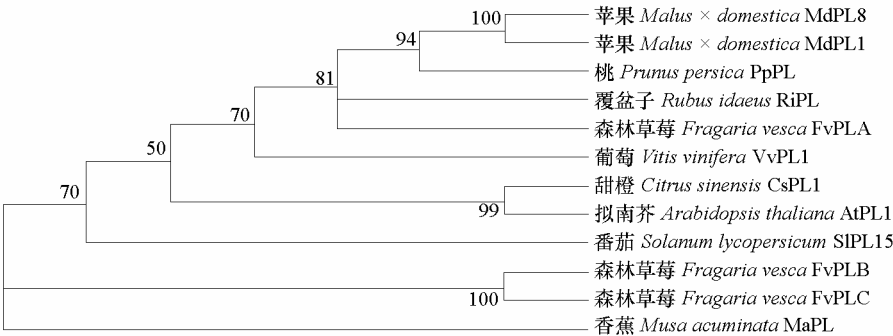 100
苹果 Malus × domestica MdPL8
94
苹果 Malus × domestica MdPL1
81
桃 Prunus persica PpPL
70
覆盆子 Rubus idaeus RiPL
50
森林草莓 Fragaria vesca FvPLA
葡萄 Vitis vinifera VvPL1
70
甜橙 Citrus sinensis CsPL1
99
拟南芥 Arabidopsis thaliana AtPL1
番茄 Solanum lycopersicum SlPL15
森林草莓 Fragaria vesca FvPLB
100
森林草莓 Fragaria vesca FvPLC
香蕉 Musa acuminata MaPL